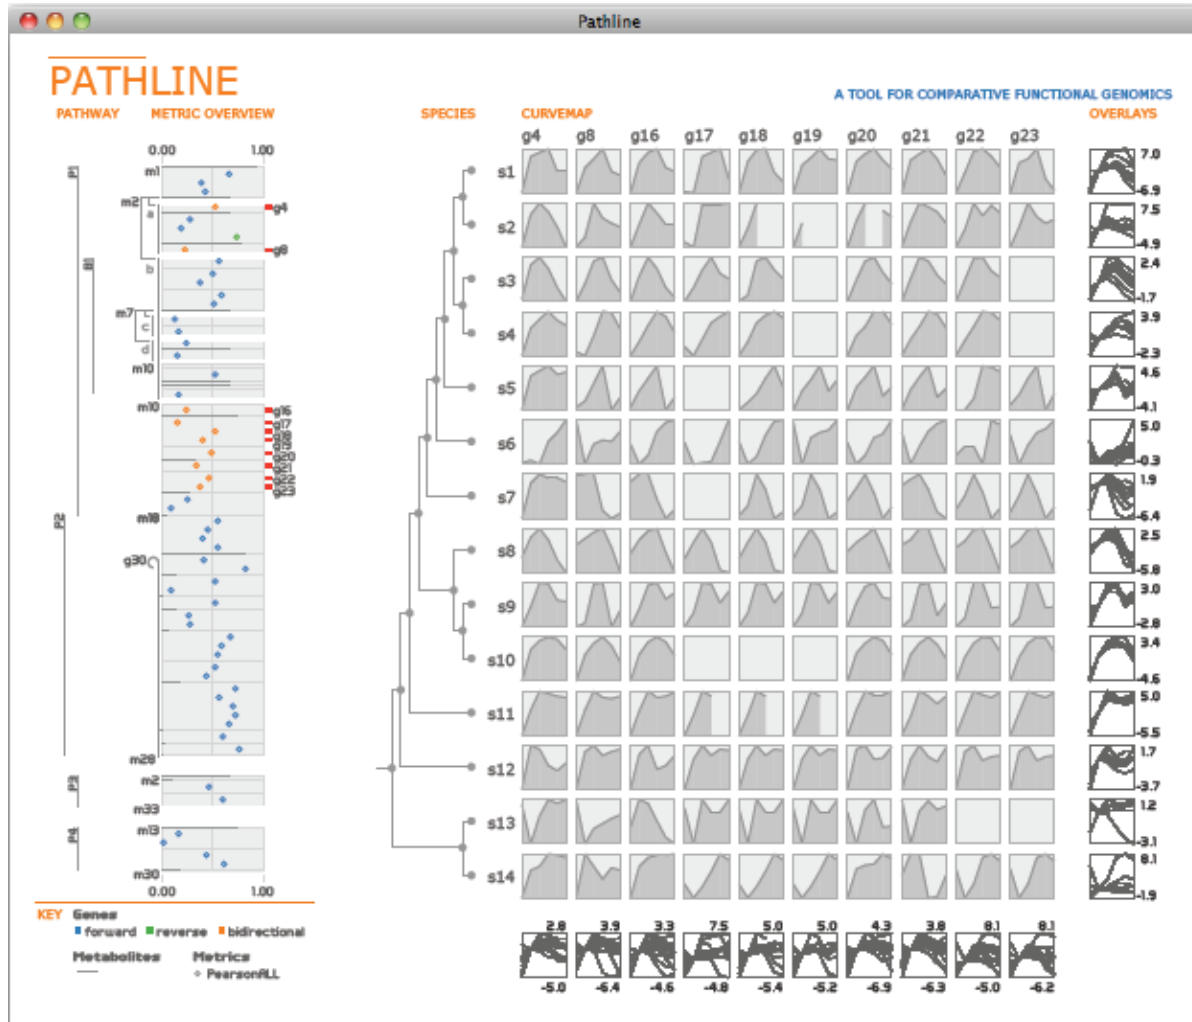 Pathline
PATHLINE
A TOOL FOR COMPARATIVE FUNCTIONAL GENOMICS
PATHWAY METRIC OVERVIEW SPECIES CURVEMAP OVERLAYS
g4 g8 g16 g17 g18 g19 g20 g21 g22 g23
0.00 1.00
P1
m1
m2
a
g4
g8
B1
b
m7
c
d
m10
m10
g16
g17
g18
g19
g20
g21
g22
g23
P2
m18
g30
m28
P3
m2
m33
P4
m13
m30
0.00 1.00
s1 7.0
-6.9
s2 7.5
-4.9
s3 2.4
-1.7
s4 3.9
-2.3
s5 4.6
-4.1
s6 5.0
-0.3
s7 1.9
-6.4
s8 2.5
-5.8
s9 3.0
-2.8
s10 3.4
-4.6
s11 5.0
-5.5
s12 1.7
-3.7
s13 1.2
-3.1
s14 8.1
-1.9
2.8 3.9 3.3 7.5 5.0 5.0 4.3 3.8 8.1 8.1
-5.0 -6.4 -4.6 -4.8 -5.4 -5.2 -6.9 -6.3 -5.0 -6.2
KEY Genes
forward reverse bidirectional
Metabolites Metrics
PearsonALL